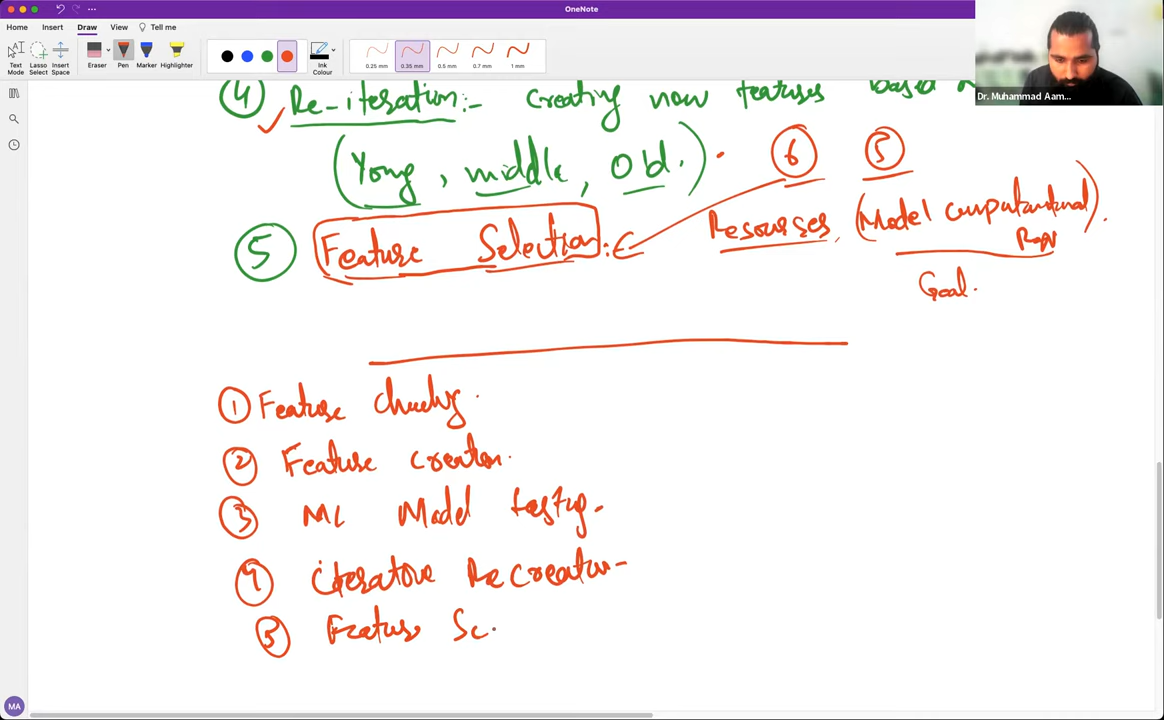 OneNote
Home Insert Draw View Tell me
Text Mode Lasso Select Insert Space Eraser Pen Marker Highlighter Ink Colour 0.25 mm 0.35 mm 0.5 mm 0.7 mm 1 mm
Dr. Muhammad Aam...
4 Re-iteration:- Creating new features based
(Yong, middle, Old.). 6 5
5 Feature Selection:- Resourses, (Model computational
Goal.
1 Feature
2 Feature creation.
3 ML Model testing.
4 iterative Recreation-
5 Feature Se
MA